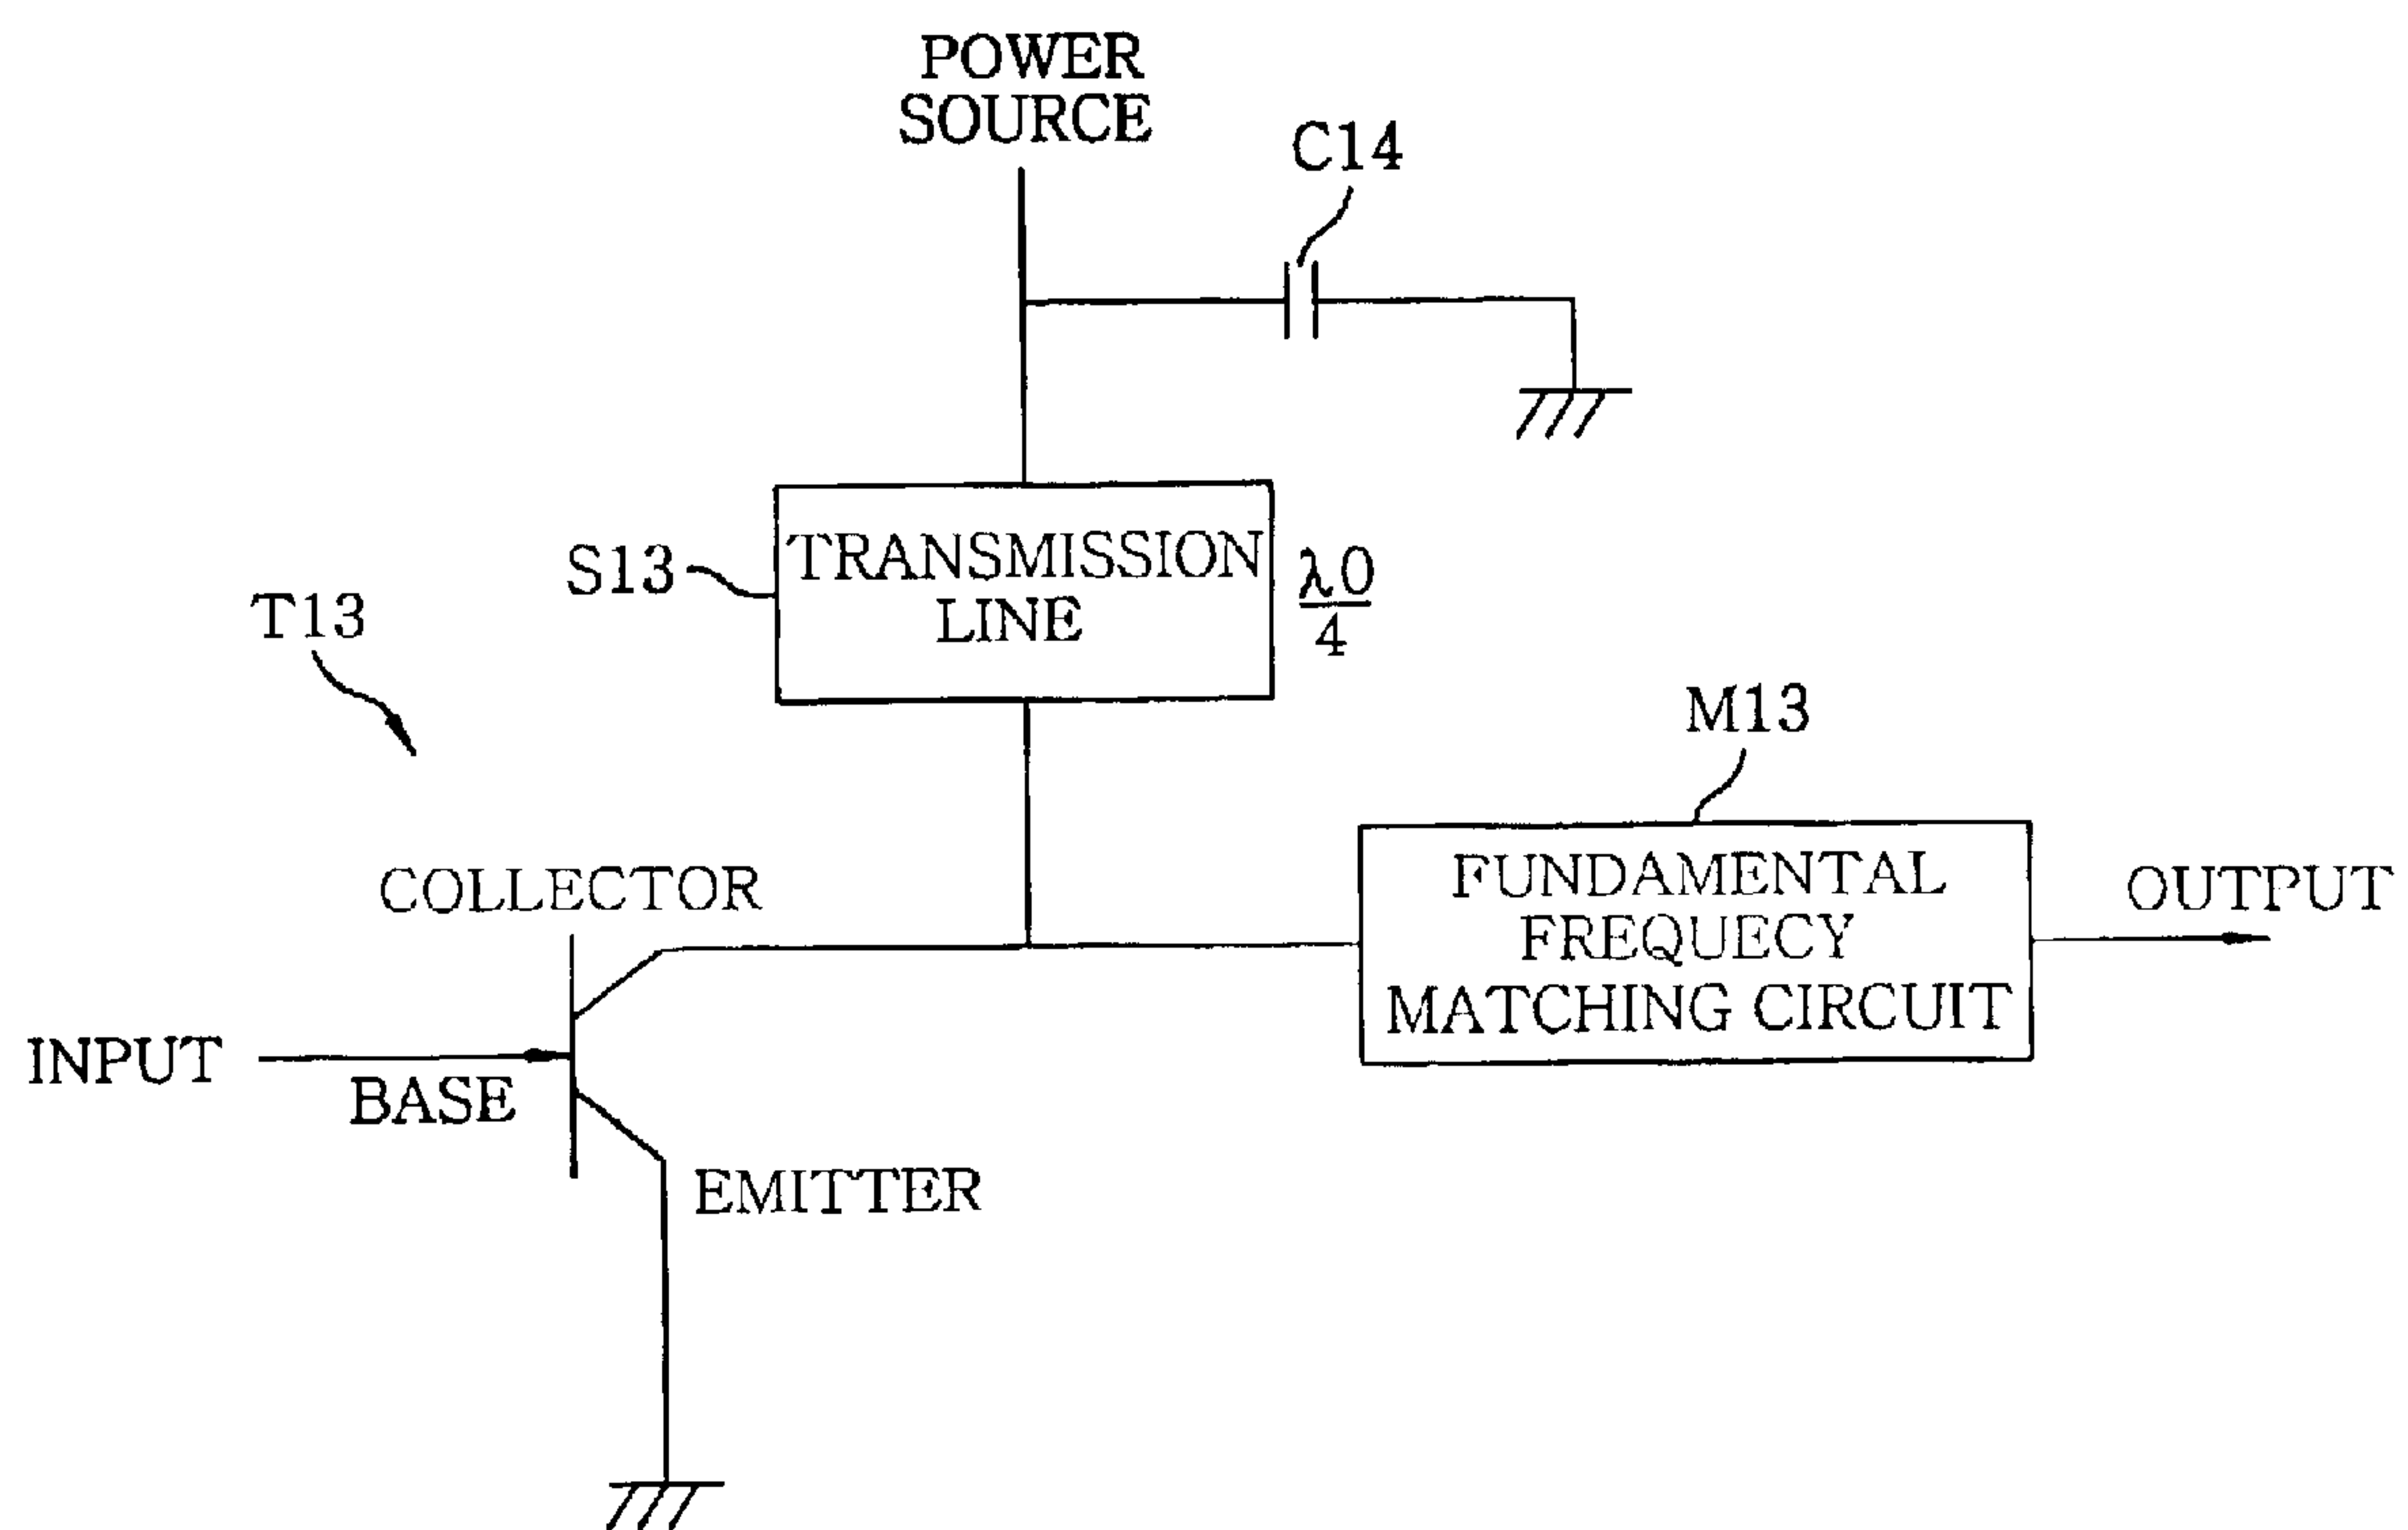 POWER
SOURCE
C14
S13
TRANSMISSION
LINE
λ0
4
T13
M13
COLLECTOR
FUNDAMENTAL
FREQUECY
MATCHING CIRCUIT
OUTPUT
INPUT
BASE
EMITTER